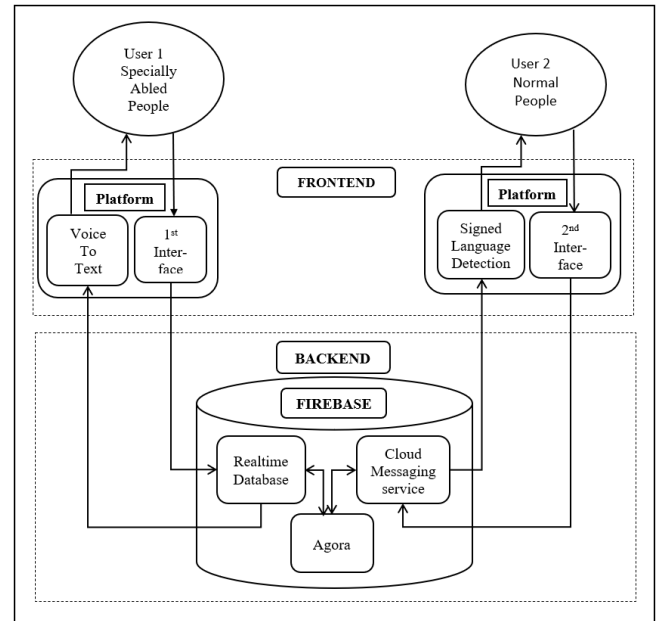 User 1
Specially
Abled
People
User 2
Normal
People
FRONTEND
Platform
Voice
To
Text
1st
Inter-
face
Platform
Signed
Language
Detection
2nd
Inter-
face
BACKEND
FIREBASE
Realtime
Database
Cloud
Messaging
service
Agora